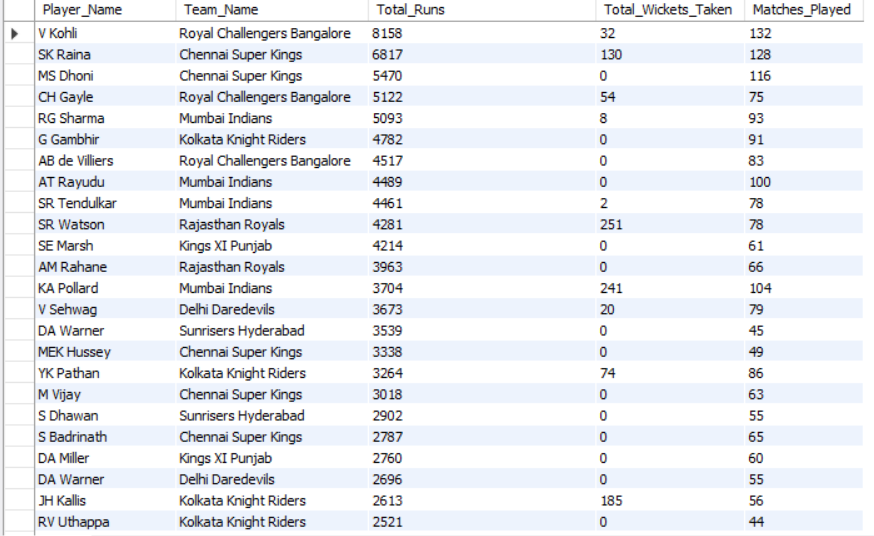 Player_Name Team_Name Total_Runs Total_Wickets_Taken Matches_Played
V Kohli Royal Challengers Bangalore 8158 32 132
SK Raina Chennai Super Kings 6817 130 128
MS Dhoni Chennai Super Kings 5470 0 116
CH Gayle Royal Challengers Bangalore 5122 54 75
RG Sharma Mumbai Indians 5093 8 93
G Gambhir Kolkata Knight Riders 4782 0 91
AB de Villiers Royal Challengers Bangalore 4517 0 83
AT Rayudu Mumbai Indians 4489 0 100
SR Tendulkar Mumbai Indians 4461 2 78
SR Watson Rajasthan Royals 4281 251 78
SE Marsh Kings XI Punjab 4214 0 61
AM Rahane Rajasthan Royals 3963 0 66
KA Pollard Mumbai Indians 3704 241 104
V Sehwag Delhi Daredevils 3673 20 79
DA Warner Sunrisers Hyderabad 3539 0 45
MEK Hussey Chennai Super Kings 3338 0 49
YK Pathan Kolkata Knight Riders 3264 74 86
M Vijay Chennai Super Kings 3018 0 63
S Dhawan Sunrisers Hyderabad 2902 0 55
S Badrinath Chennai Super Kings 2787 0 65
DA Miller Kings XI Punjab 2760 0 60
DA Warner Delhi Daredevils 2696 0 55
JH Kallis Kolkata Knight Riders 2613 185 56
RV Uthappa Kolkata Knight Riders 2521 0 44